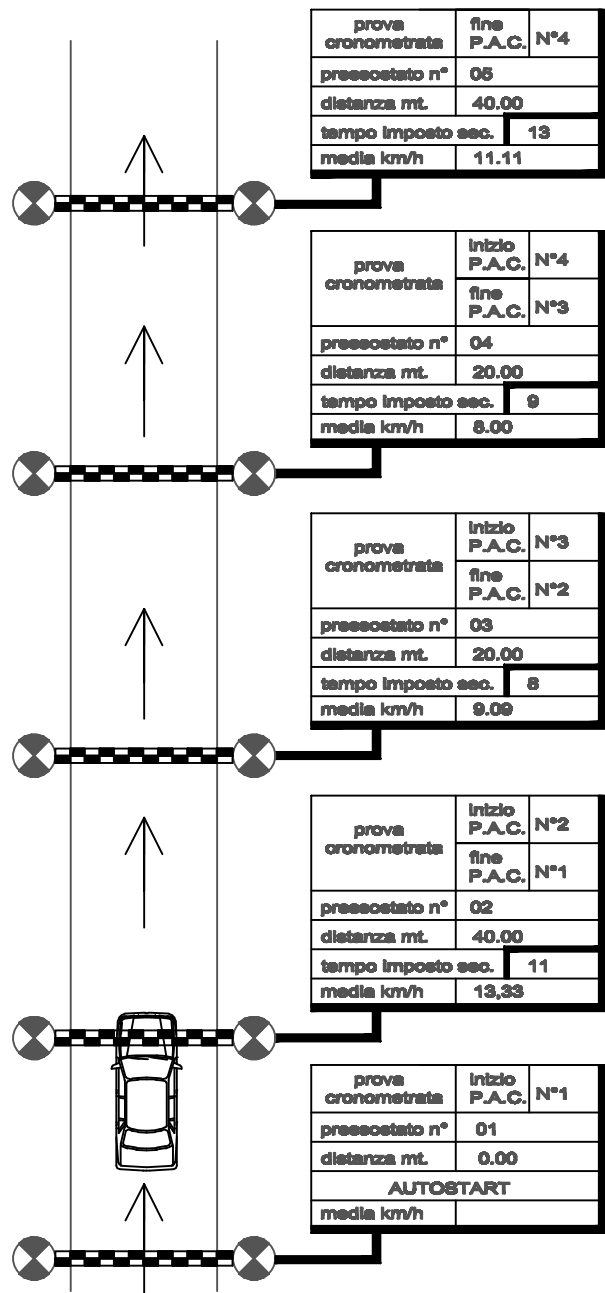 prova cronometrata fine P.A.C. N°4
pressostato n° 05
distanza mt. 40.00
tempo imposto sec. 13
media km/h 11.11
prova cronometrata inizio P.A.C. N°4
fine P.A.C. N°3
pressostato n° 04
distanza mt. 20.00
tempo imposto sec. 9
media km/h 8.00
prova cronometrata inizio P.A.C. N°3
fine P.A.C. N°2
pressostato n° 03
distanza mt. 20.00
tempo imposto sec. 8
media km/h 9.09
prova cronometrata inizio P.A.C. N°2
fine P.A.C. N°1
pressostato n° 02
distanza mt. 40.00
tempo imposto sec. 11
media km/h 13,33
prova cronometrata inizio P.A.C. N°1
pressostato n° 01
distanza mt. 0.00
AUTOSTART
media km/h